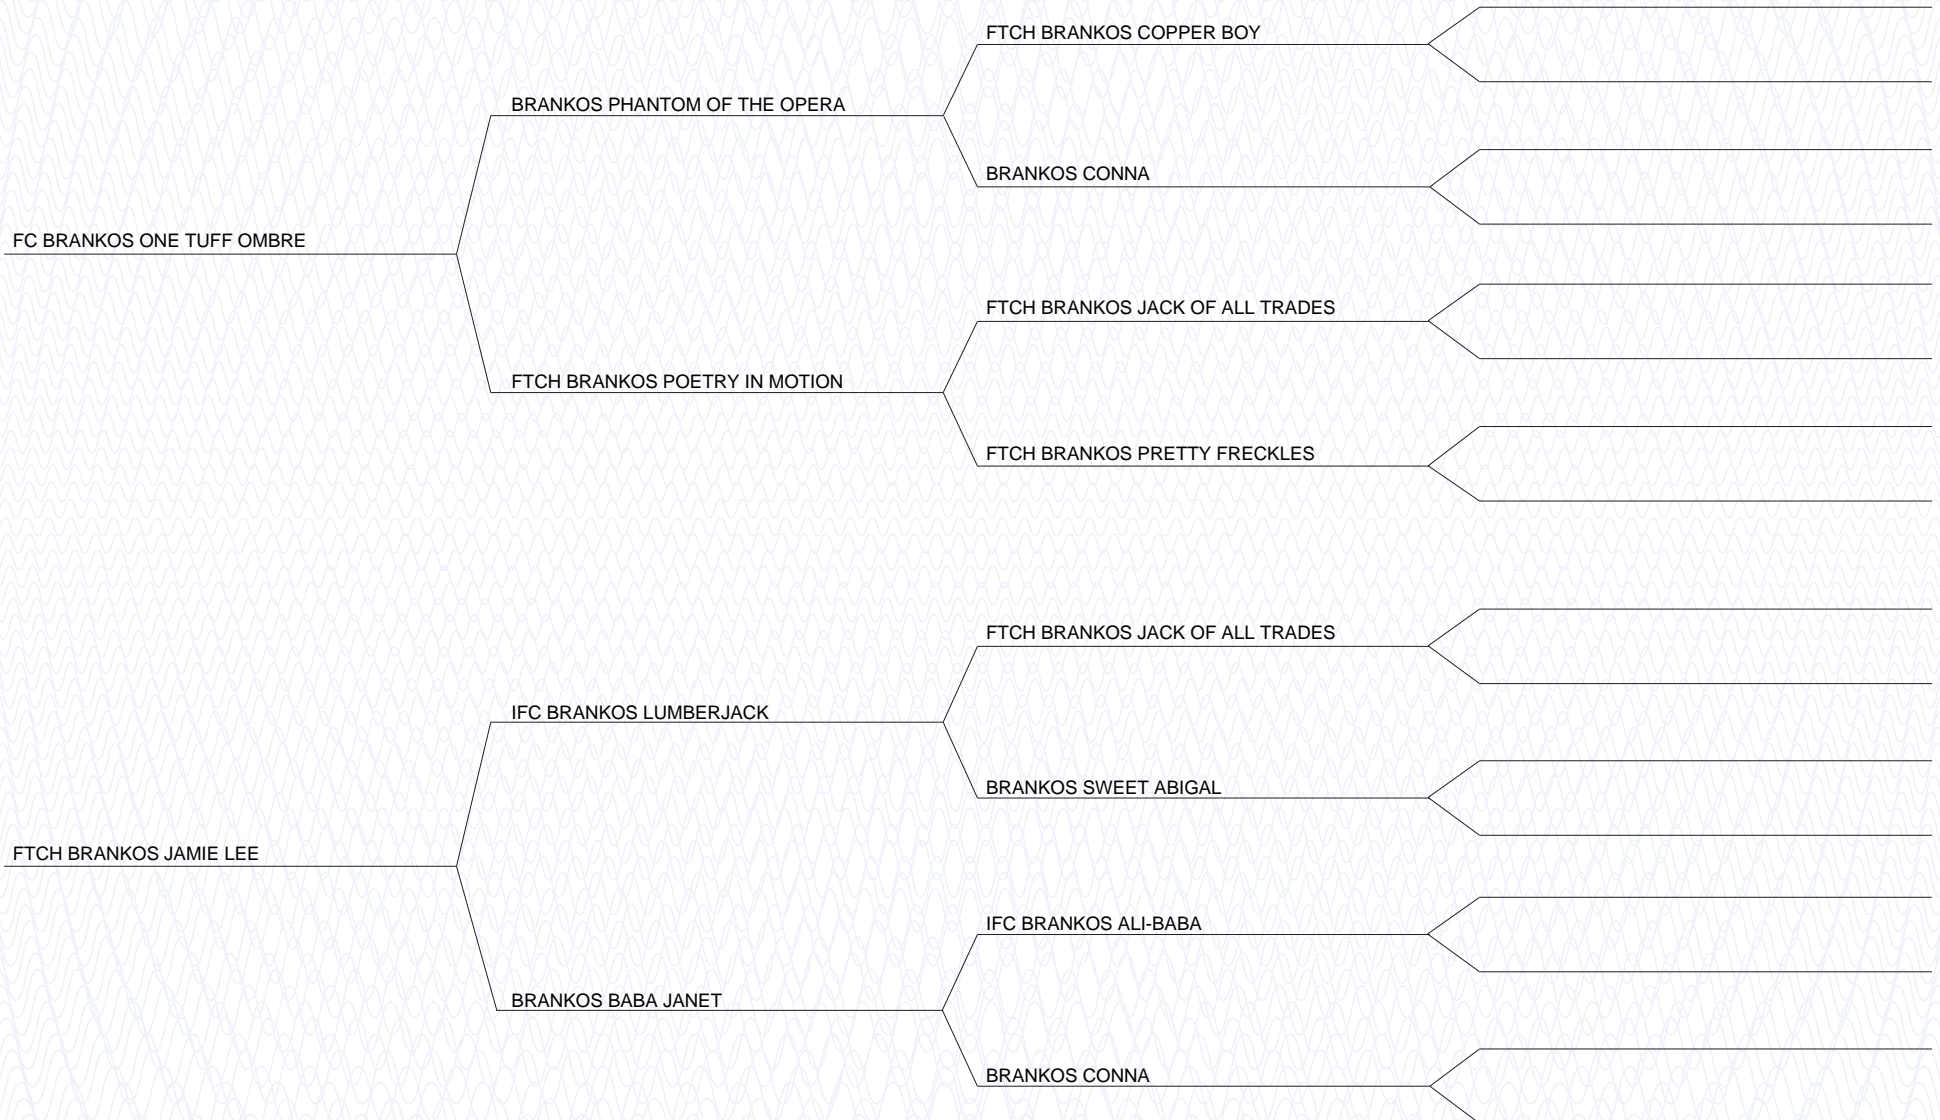 FTCH BRANKOS COPPER BOY
BRANKOS PHANTOM OF THE OPERA
BRANKOS CONNA
FC BRANKOS ONE TUFF OMBRE
FTCH BRANKOS JACK OF ALL TRADES
FTCH BRANKOS POETRY IN MOTION
FTCH BRANKOS PRETTY FRECKLES
FTCH BRANKOS JACK OF ALL TRADES
IFC BRANKOS LUMBERJACK
BRANKOS SWEET ABIGAL
FTCH BRANKOS JAMIE LEE
IFC BRANKOS ALI-BABA
BRANKOS BABA JANET
BRANKOS CONNA